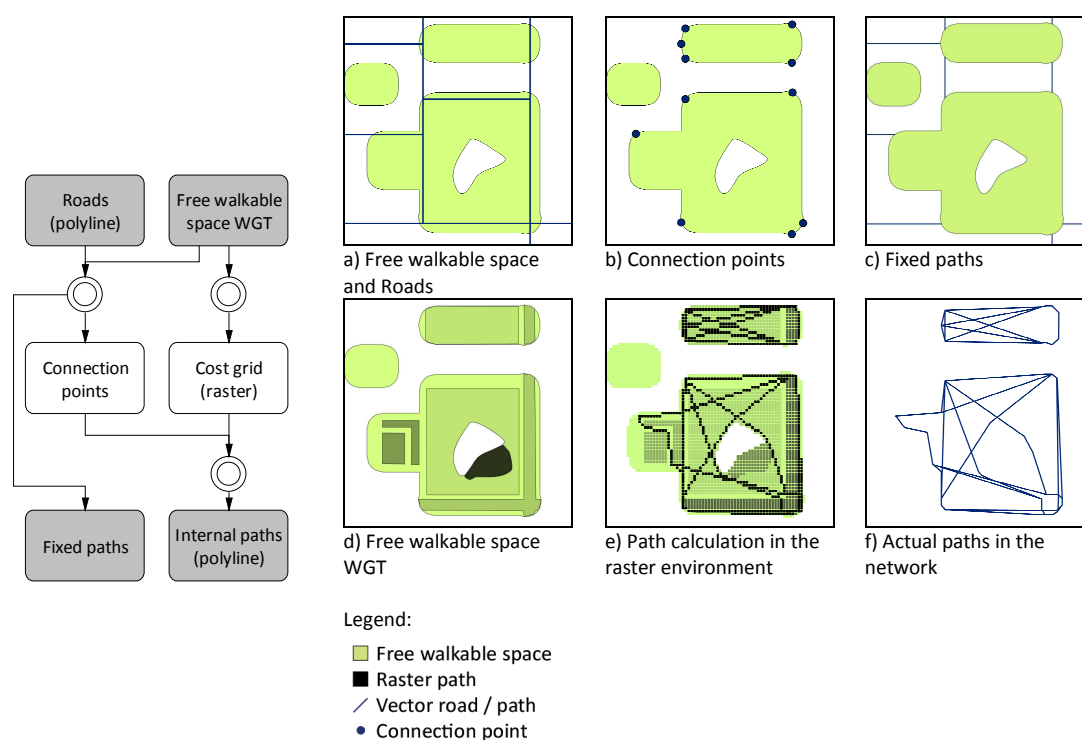 Roads
(polyline)
Free walkable
space WGT
Connection
points
Cost grid
(raster)
Fixed paths
Internal paths
(polyline)
a) Free walkable space
and Roads
b) Connection points
c) Fixed paths
d) Free walkable space
WGT
e) Path calculation in the
raster environment
f) Actual paths in the
network
Legend:
Free walkable space
Raster path
Vector road / path
Connection point